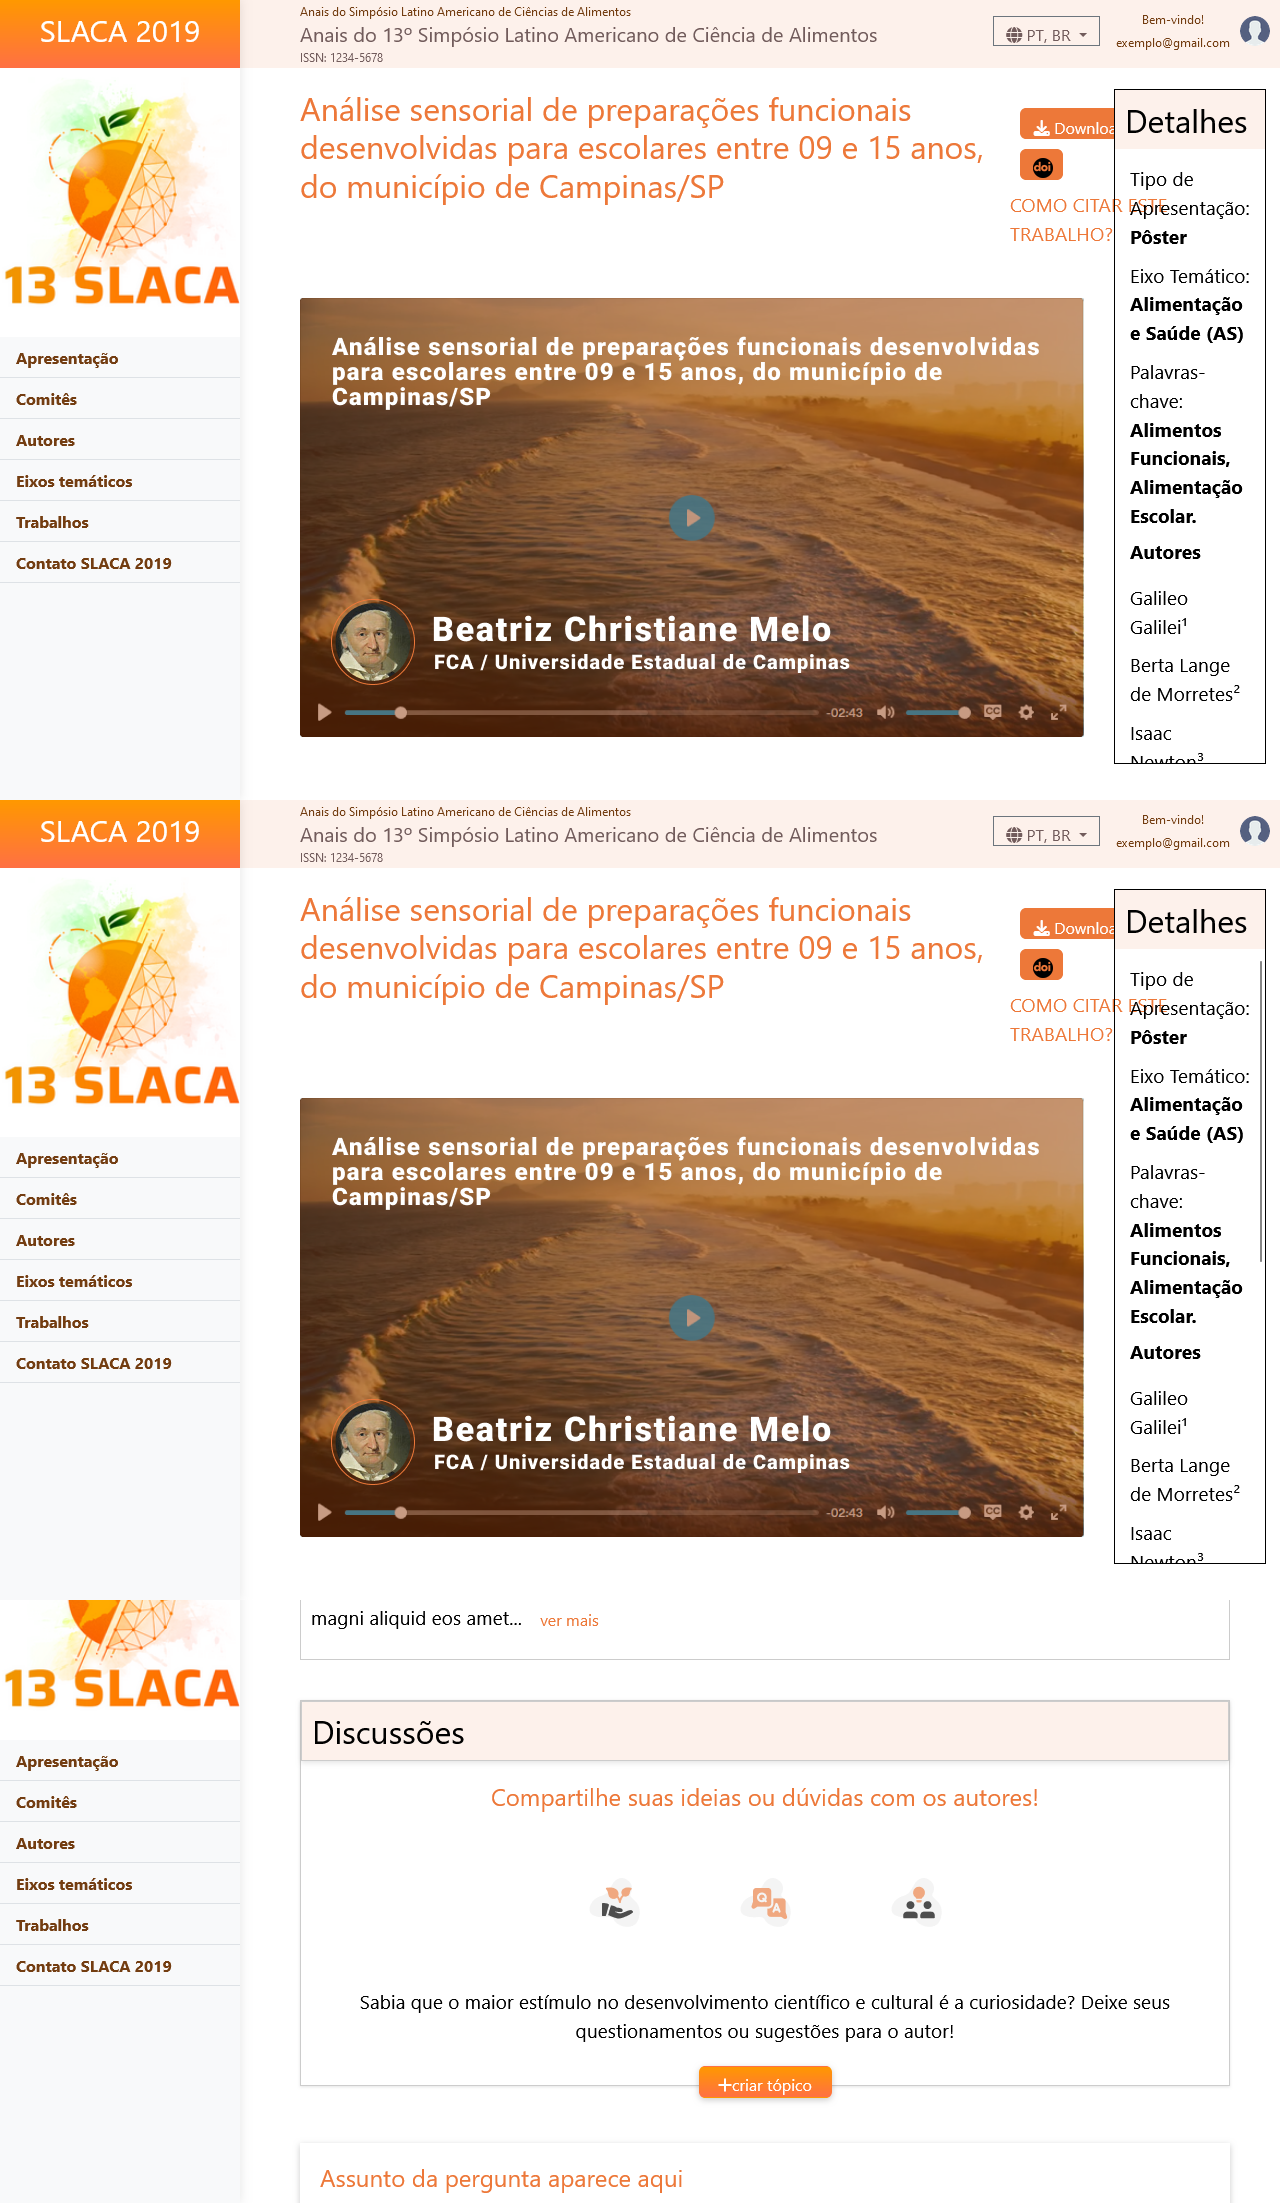 SLACA 2019
Anais do Simpósio Latino Americano de Ciências de Alimentos
Anais do 13º Simpósio Latino Americano de Ciência de Alimentos
ISSN: 1234-5678
PT, BR
Bem-vindo!
exemplo@gmail.com
13 SLACA
Apresentação
Comitês
Autores
Eixos temáticos
Trabalhos
Contato SLACA 2019
Análise sensorial de preparações funcionais
desenvolvidas para escolares entre 09 e 15 anos,
do município de Campinas/SP
doi
COMO CITAR ESTE
TRABALHO?
Análise sensorial de preparações funcionais desenvolvidas
para escolares entre 09 e 15 anos, do município de
Campinas/SP
Beatriz Christiane Melo
FCA / Universidade Estadual de Campinas
-02:43
CC
Detalhes
Tipo de
Apresentação:
Pôster
Eixo Temático:
Alimentação
e Saúde (AS)
Palavras-
chave:
Alimentos
Funcionais,
Alimentação
Escolar.
Autores
Galileo
Galilei¹
Berta Lange
de Morretes²
Isaac
Newton³
SLACA 2019
Anais do Simpósio Latino Americano de Ciências de Alimentos
Anais do 13º Simpósio Latino Americano de Ciência de Alimentos
ISSN: 1234-5678
PT, BR
Bem-vindo!
exemplo@gmail.com
13 SLACA
Apresentação
Comitês
Autores
Eixos temáticos
Trabalhos
Contato SLACA 2019
Análise sensorial de preparações funcionais
desenvolvidas para escolares entre 09 e 15 anos,
do município de Campinas/SP
doi
COMO CITAR ESTE
TRABALHO?
Análise sensorial de preparações funcionais desenvolvidas
para escolares entre 09 e 15 anos, do município de
Campinas/SP
Beatriz Christiane Melo
FCA / Universidade Estadual de Campinas
-02:43
CC
Detalhes
Tipo de
Apresentação:
Pôster
Eixo Temático:
Alimentação
e Saúde (AS)
Palavras-
chave:
Alimentos
Funcionais,
Alimentação
Escolar.
Autores
Galileo
Galilei¹
Berta Lange
de Morretes²
Isaac
Newton³
13 SLACA
Apresentação
Comitês
Autores
Eixos temáticos
Trabalhos
Contato SLACA 2019
magni aliquid eos amet... ver mais
Discussões
Compartilhe suas ideias ou dúvidas com os autores!
Q A
Sabia que o maior estímulo no desenvolvimento científico e cultural é a curiosidade? Deixe seus
questionamentos ou sugestões para o autor!
+criar tópico
Assunto da pergunta aparece aqui